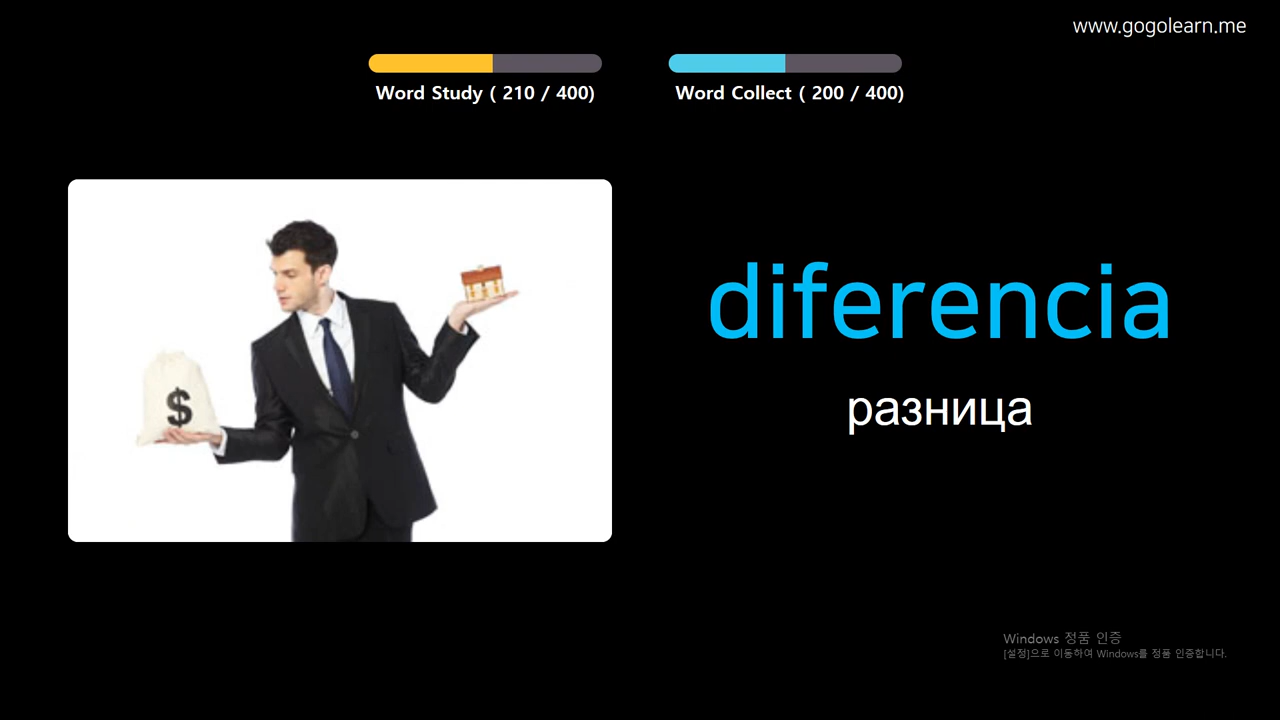 www.gogolearn.me
Word Study ( 210 / 400)
Word Collect ( 200 / 400)
$
diferencia
разница
Windows 정품 인증
[설정]으로 이동하여 Windows를 정품 인증합니다.